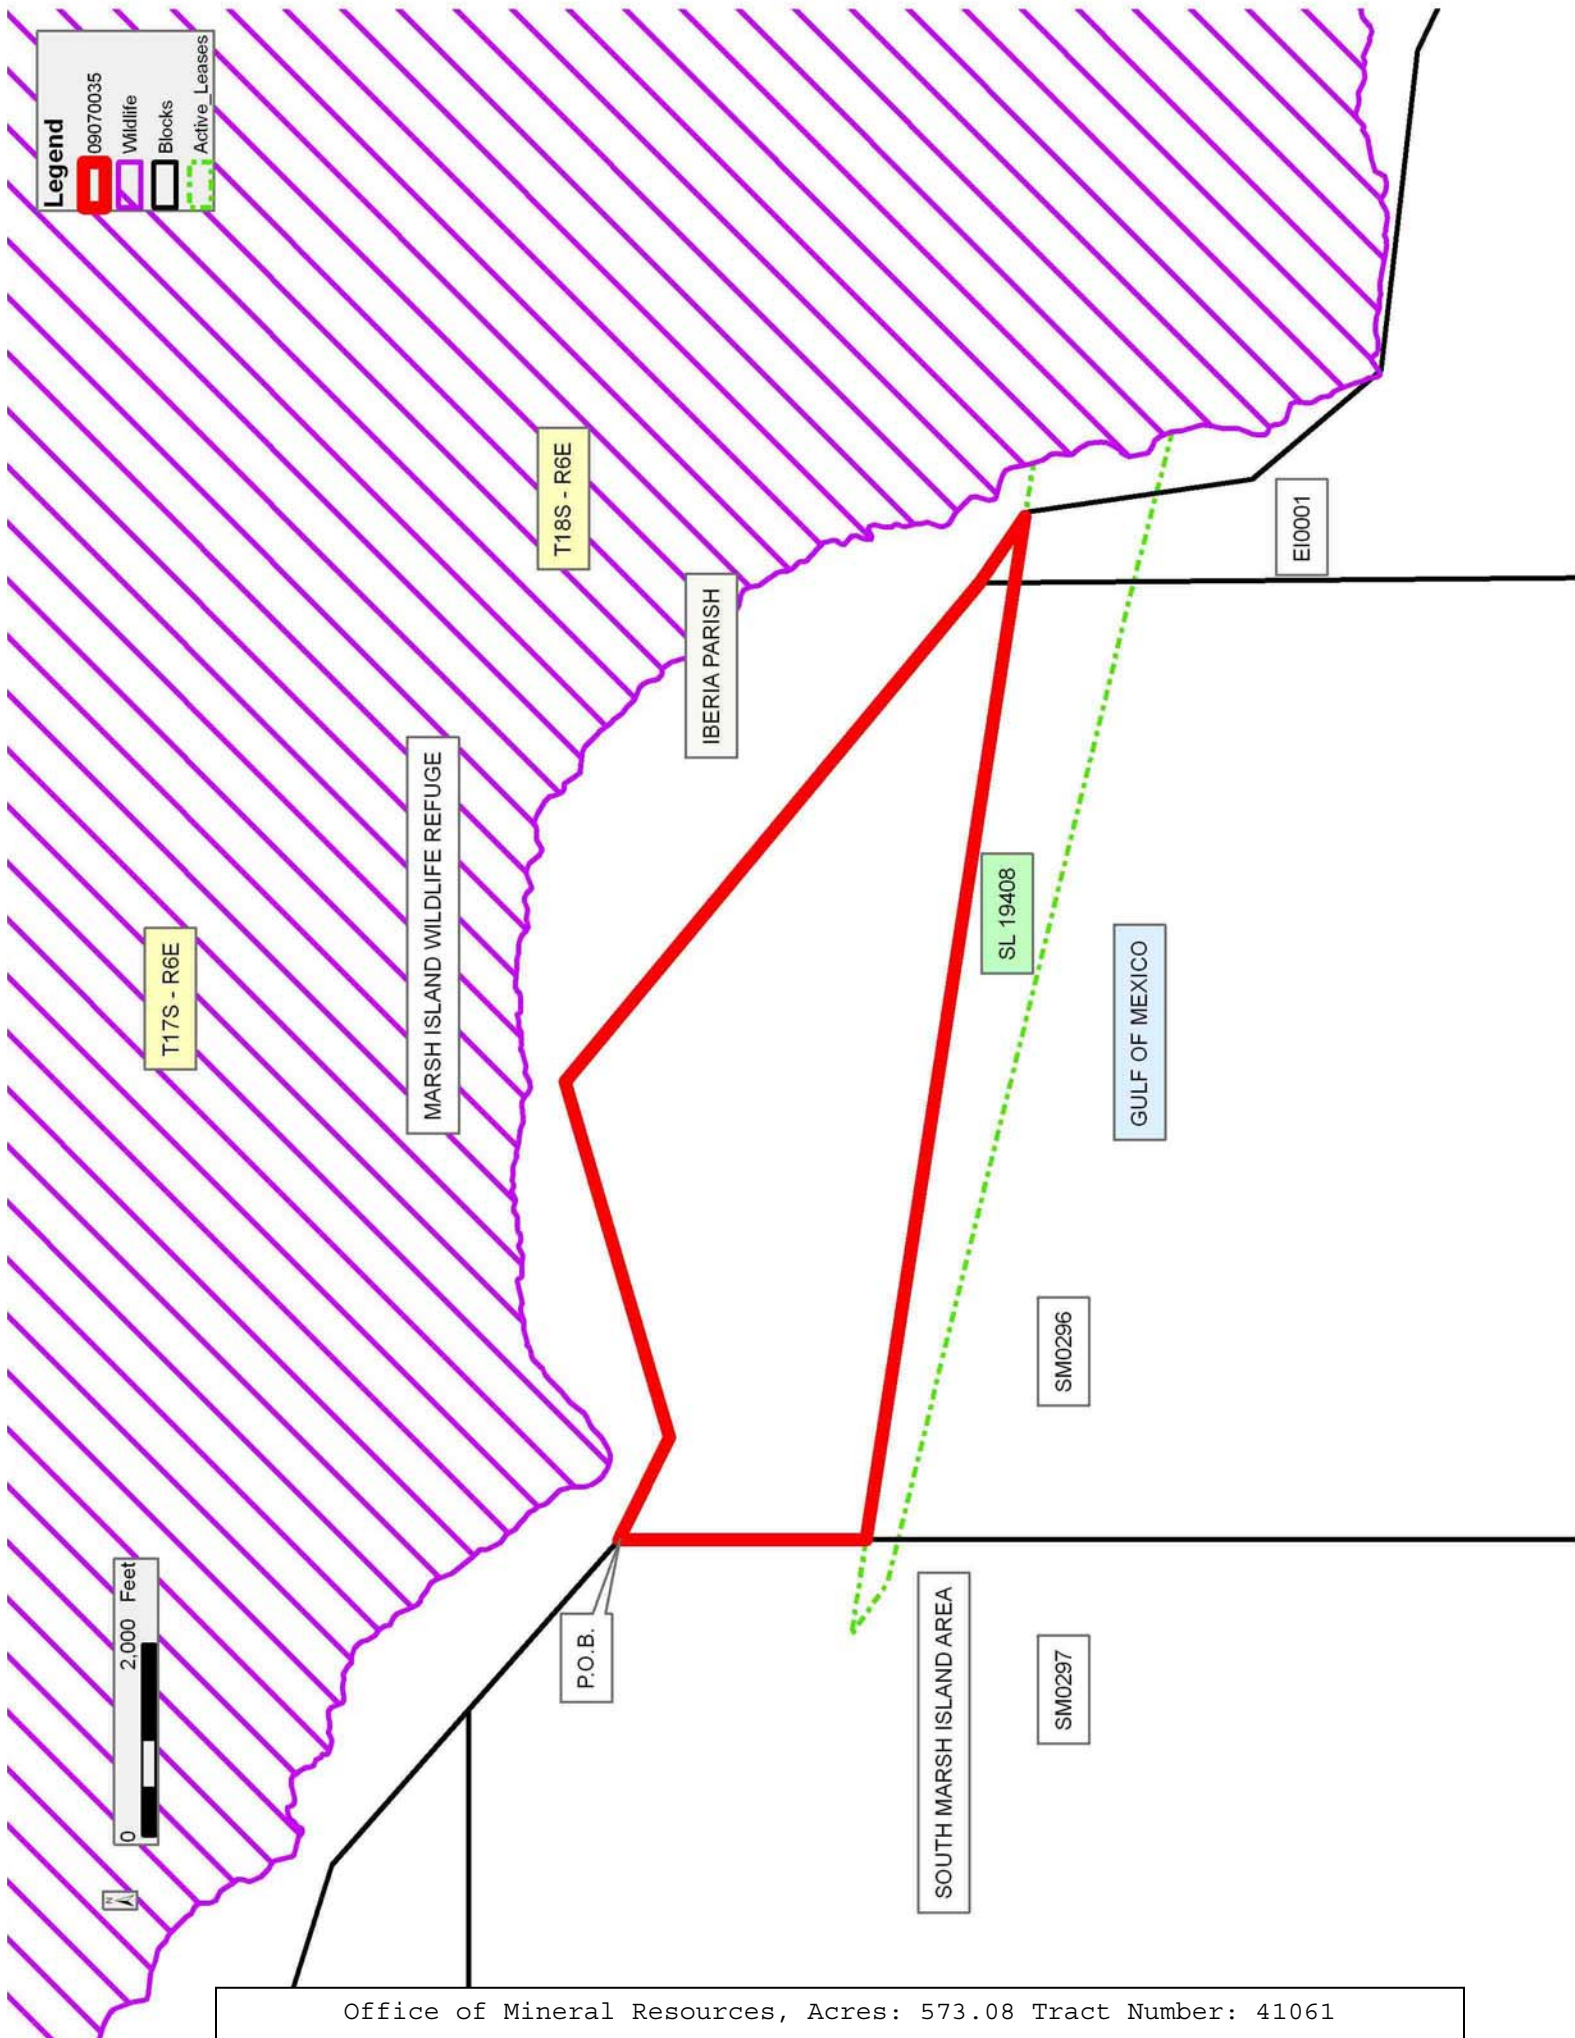 Legend
09070035
Wildlife
Blocks
Active_Leases
T18S - R6E
IBERIA PARISH
EI0001
T17S - R6E
MARSH ISLAND WILDLIFE REFUGE
SL 19408
GULF OF MEXICO
SM0296
0 2,000 Feet
N
P.O.B.
SOUTH MARSH ISLAND AREA
SM0297
Office of Mineral Resources, Acres: 573.08 Tract Number: 41061